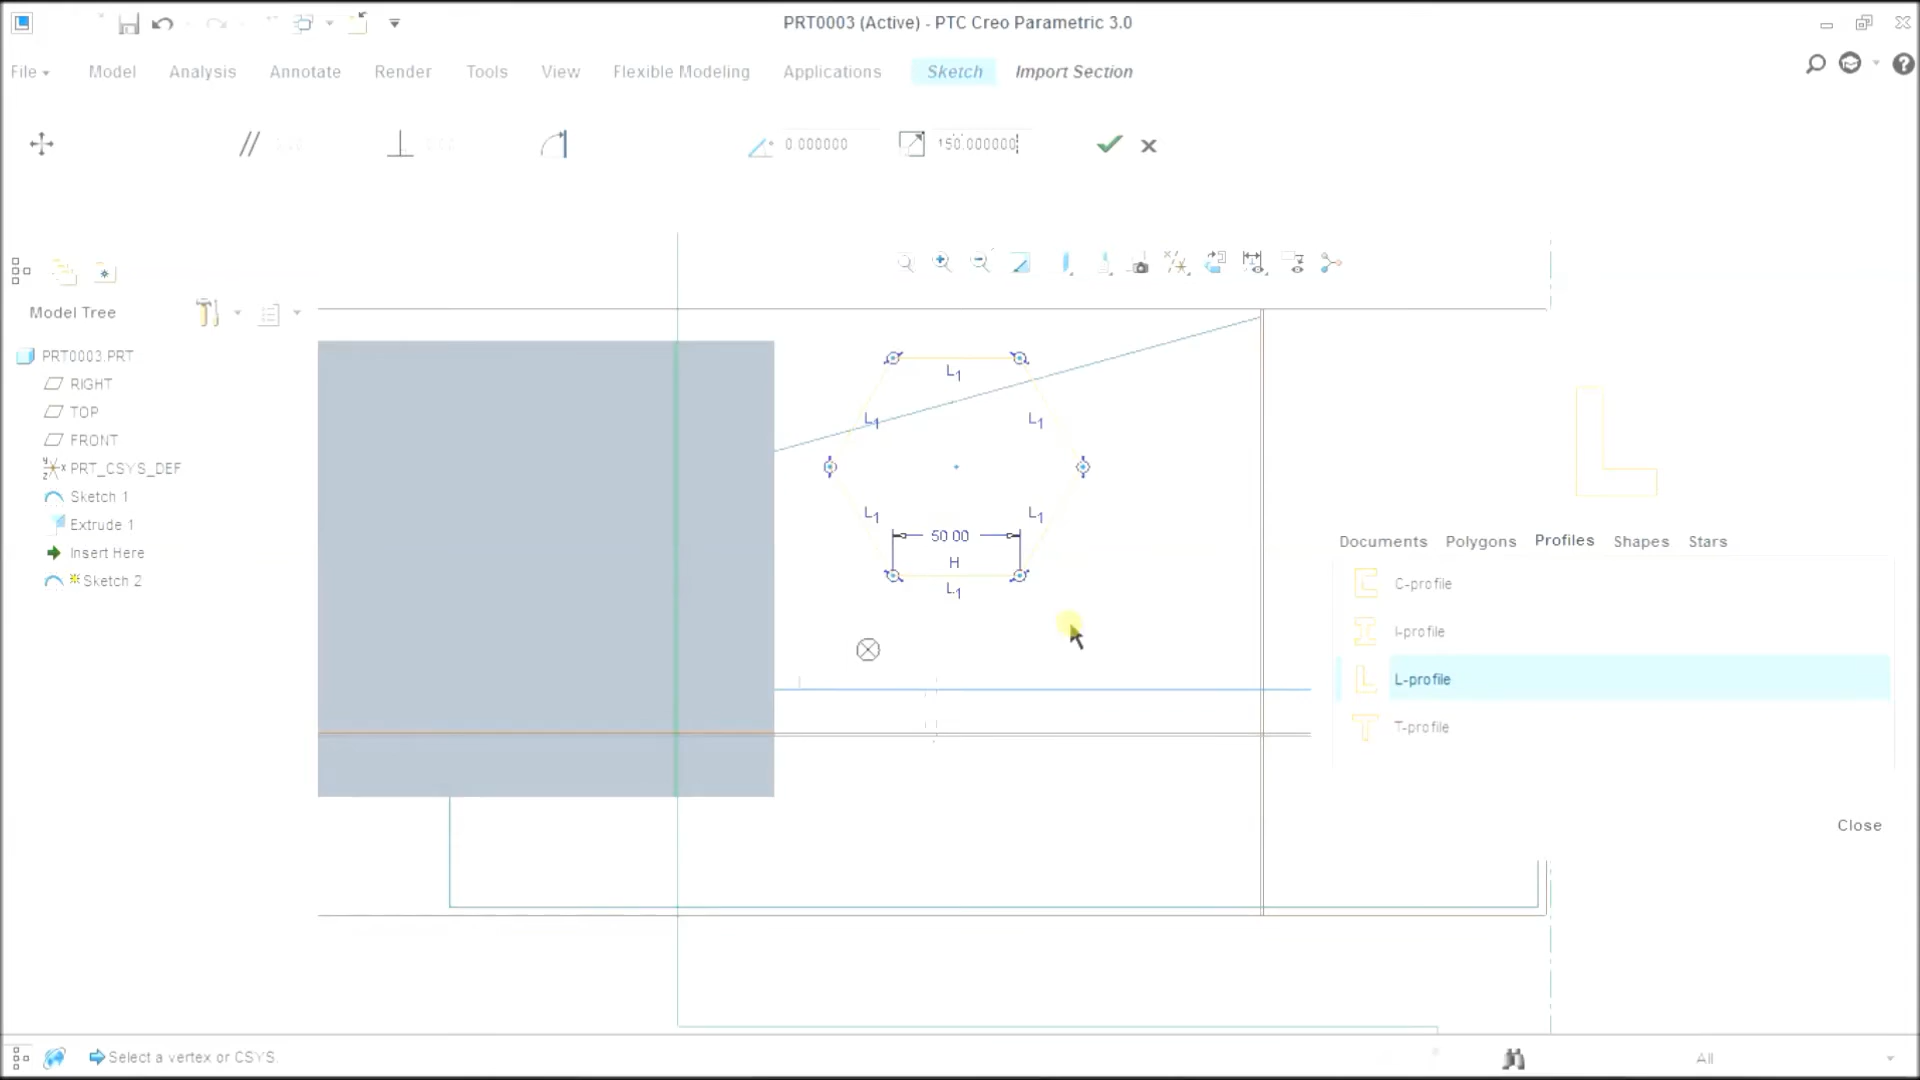 PRT0003 (Active) - PTC Creo Parametric 3.0
File Model Analysis Annotate Render Tools View Flexible Modeling Applications Sketch Import Section
0.000000 150.000000
Model Tree
PRT0003.PRT
RIGHT
TOP
FRONT
PRT_CSYS_DEF
Sketch 1
Extrude 1
Insert Here
Sketch 2
L1
L1
L1
L1
L1
50.00
H
L1
Documents Polygons Profiles Shapes Stars
C-profile
I-profile
L-profile
T-profile
Close
Select a vertex or CSYS.
All